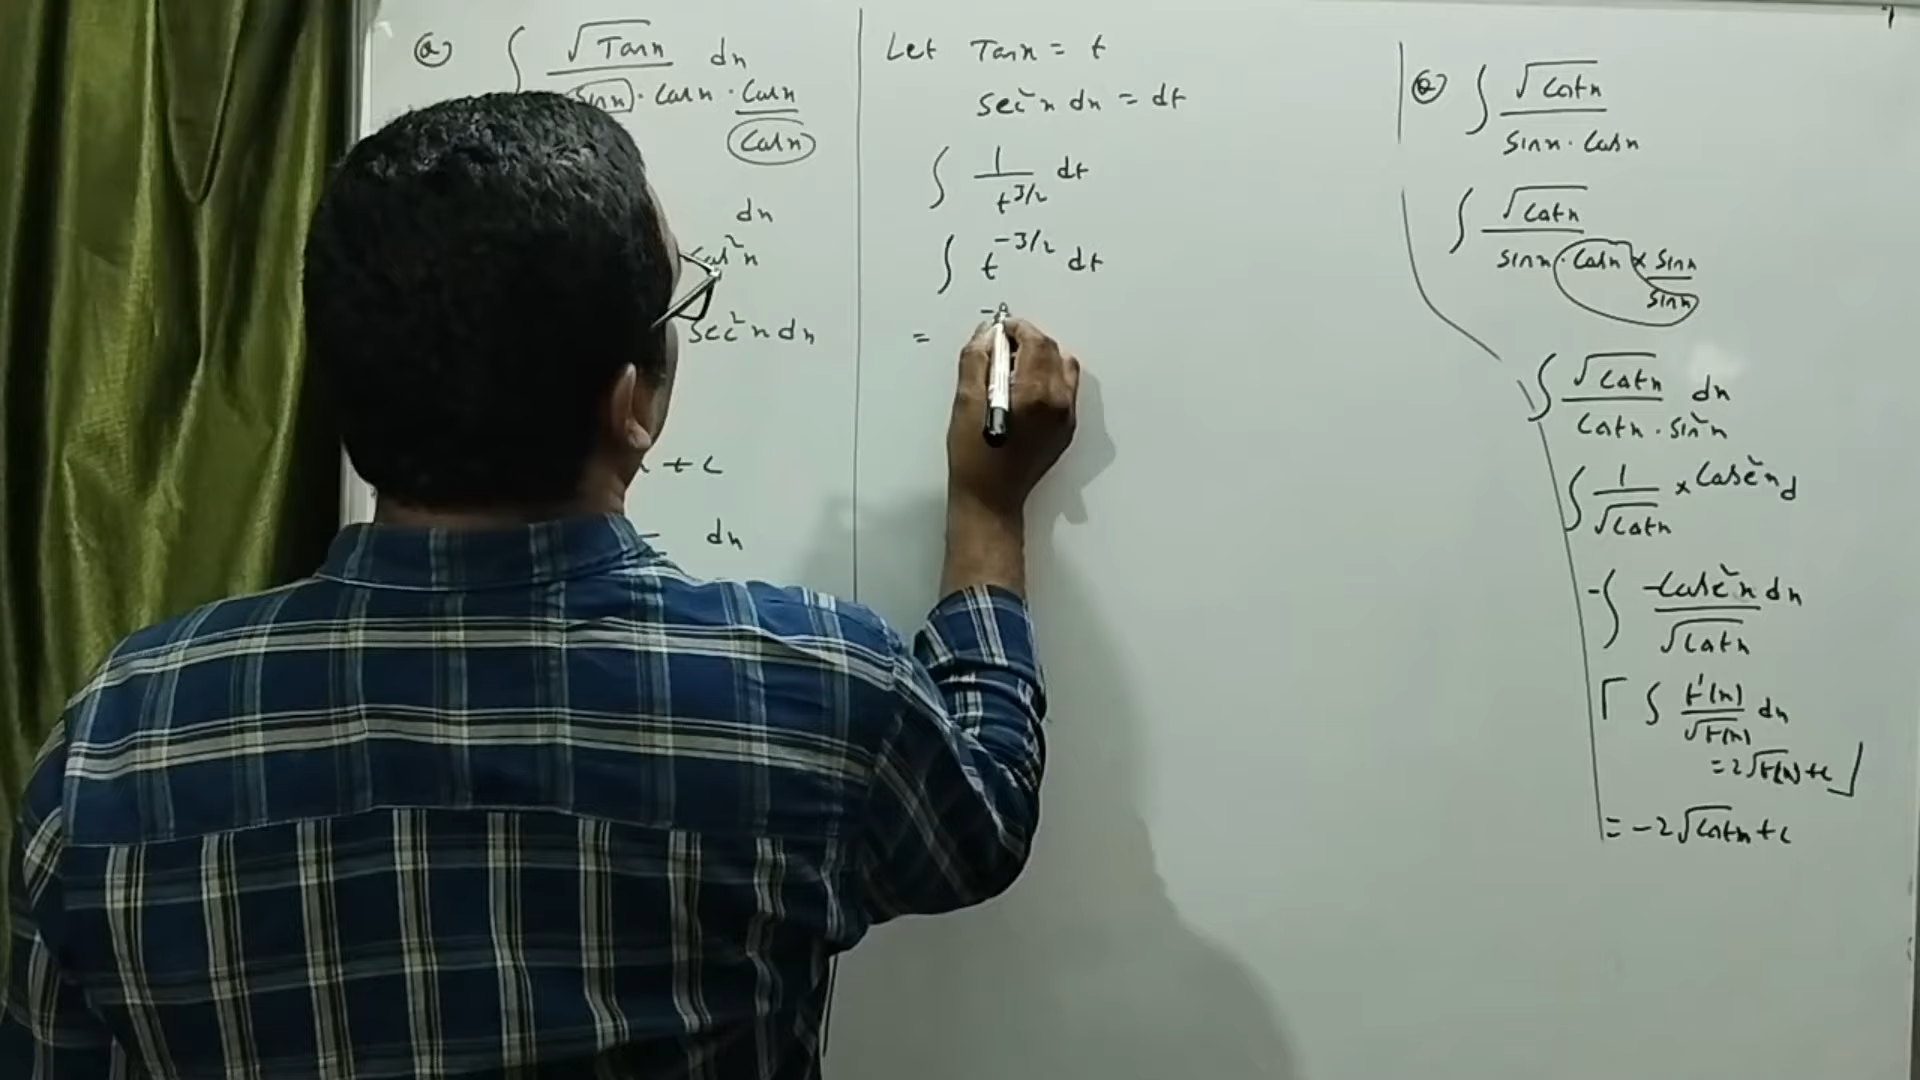 Q ∫ √Tanx dx
sinx · cosx · cosx
cosx
dx
cos²x
sec²x dx
+ c
dx
Let Tanx = t
sec²x dx = dt
∫ 1/t^3/2 dt
∫ t^-3/2 dt
=
Q ∫ √Cotx
sinx · cosx
∫ √Cotx
sinx · cosx × sinx
sinx
∫ √Cotx dx
Cotx · sin²x
∫ 1/√Cotx × Cosec²x d
-∫ -Cosec²x dx
√Cotx
∫ f'(x)/√f(x) dx
= 2√f(x) + c
= -2√Cotx + c